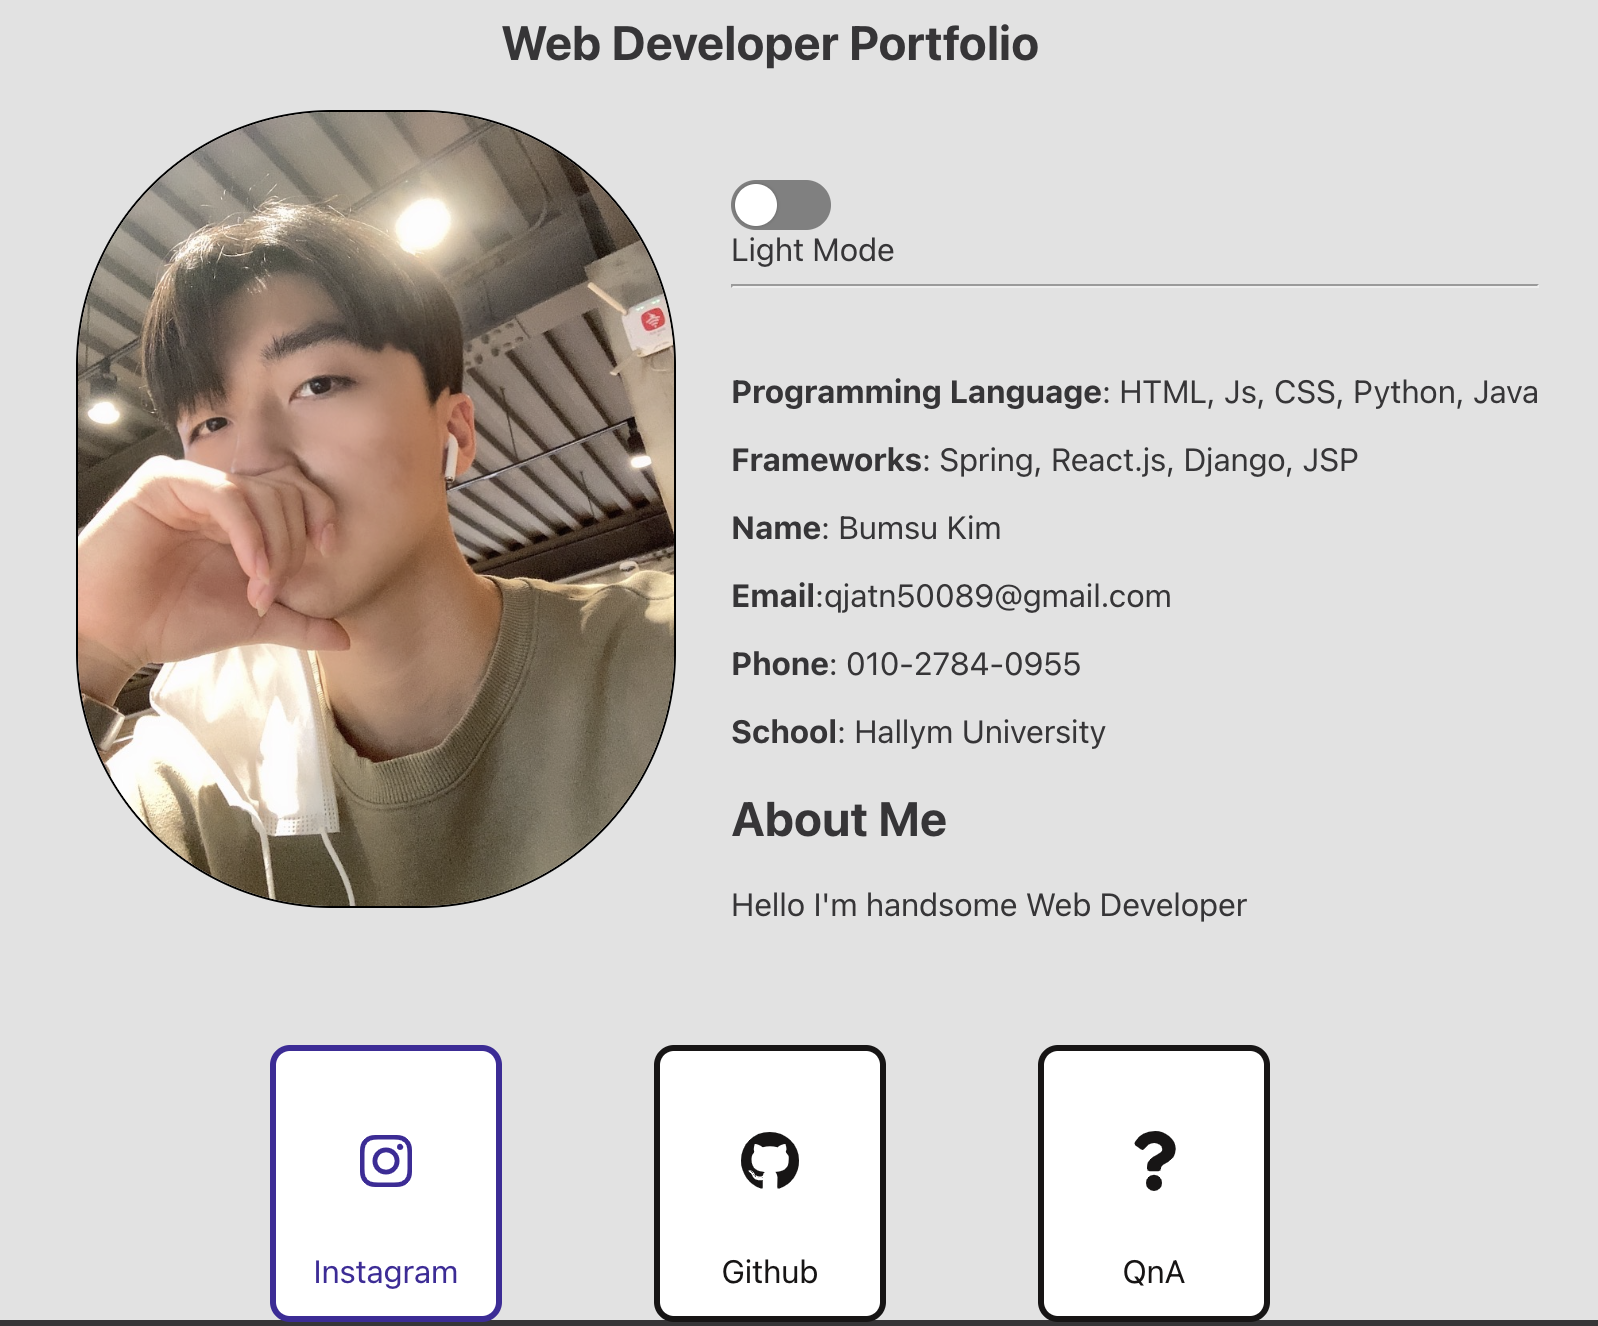 Web Developer Portfolio
Light Mode
Programming Language: HTML, Js, CSS, Python, Java
Frameworks: Spring, React.js, Django, JSP
Name: Bumsu Kim
Email:qjatn50089@gmail.com
Phone: 010-2784-0955
School: Hallym University
About Me
Hello I'm handsome Web Developer
Instagram
Github
QnA